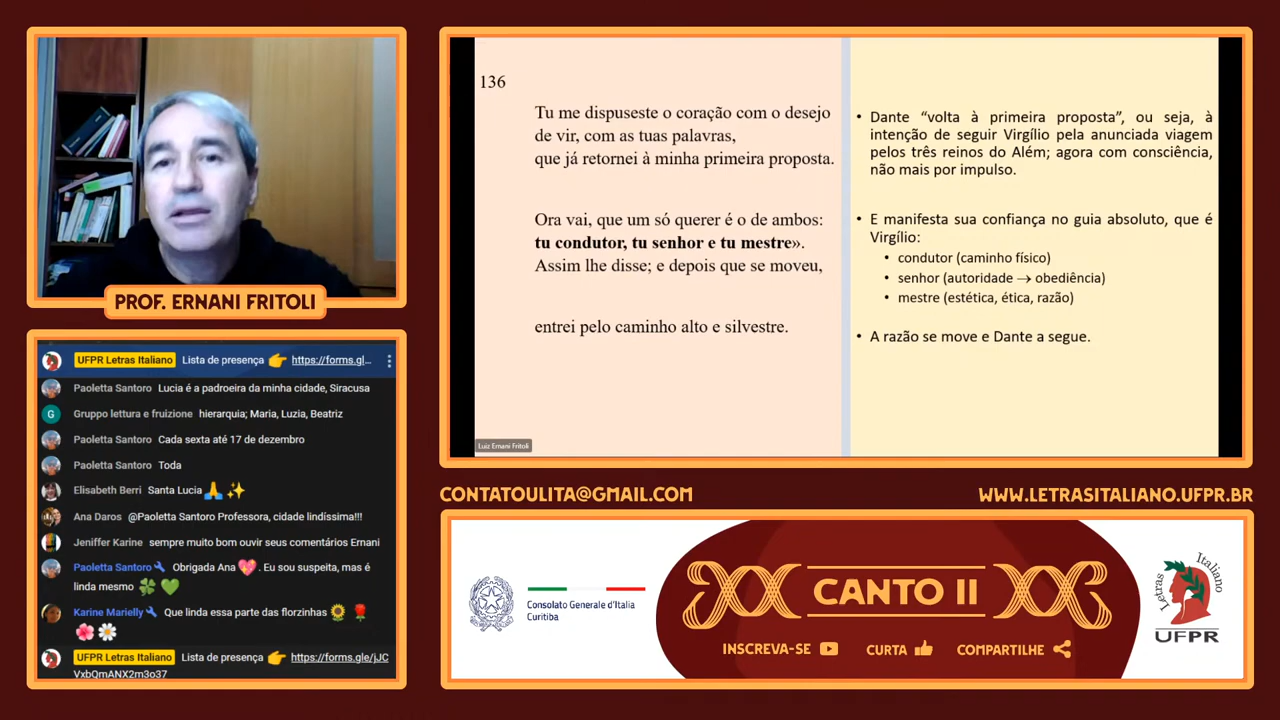 PROF. ERNANI FRITOLI
UFPR Letras Italiano Lista de presença 👉 https://forms.gl...
Paoletta Santoro Lucia é a padroeira da minha cidade, Siracusa
G Gruppo lettura e fruizione hierarquia; Maria, Luzia, Beatriz
Paoletta Santoro Cada sexta até 17 de dezembro
Paoletta Santoro Toda
Elisabeth Berri Santa Lucia 🙏 ✨
Ana Daros @Paoletta Santoro Professora, cidade lindíssima!!!
Jeniffer Karine sempre muito bom ouvir seus comentários Ernani
Paoletta Santoro Obrigada Ana 💖. Eu sou suspeita, mas é
linda mesmo 🍀 💚
Karine Marielly Que linda essa parte das florzinhas 🌻 🌹
🌸 🌼
UFPR Letras Italiano Lista de presença 👉 https://forms.gle/jJC
VxbQmANX2m3o37
136
Tu me dispuseste o coração com o desejo
de vir, com as tuas palavras,
que já retornei à minha primeira proposta.
Ora vai, que um só querer é o de ambos:
tu condutor, tu senhor e tu mestre».
Assim lhe disse; e depois que se moveu,
entrei pelo caminho alto e silvestre.
Luiz Ernani Fritoli
• Dante “volta à primeira proposta”, ou seja, à
intenção de seguir Virgílio pela anunciada viagem
pelos três reinos do Além; agora com consciência,
não mais por impulso.
• E manifesta sua confiança no guia absoluto, que é
Virgílio:
• condutor (caminho físico)
• senhor (autoridade → obediência)
• mestre (estética, ética, razão)
• A razão se move e Dante a segue.
CONTATOULITA@GMAIL.COM
WWW.LETRASITALIANO.UFPR.BR
Consolato Generale d'Italia
Curitiba
CANTO II
INSCREVA-SE
CURTA
COMPARTILHE
Letras Italiano
UFPR